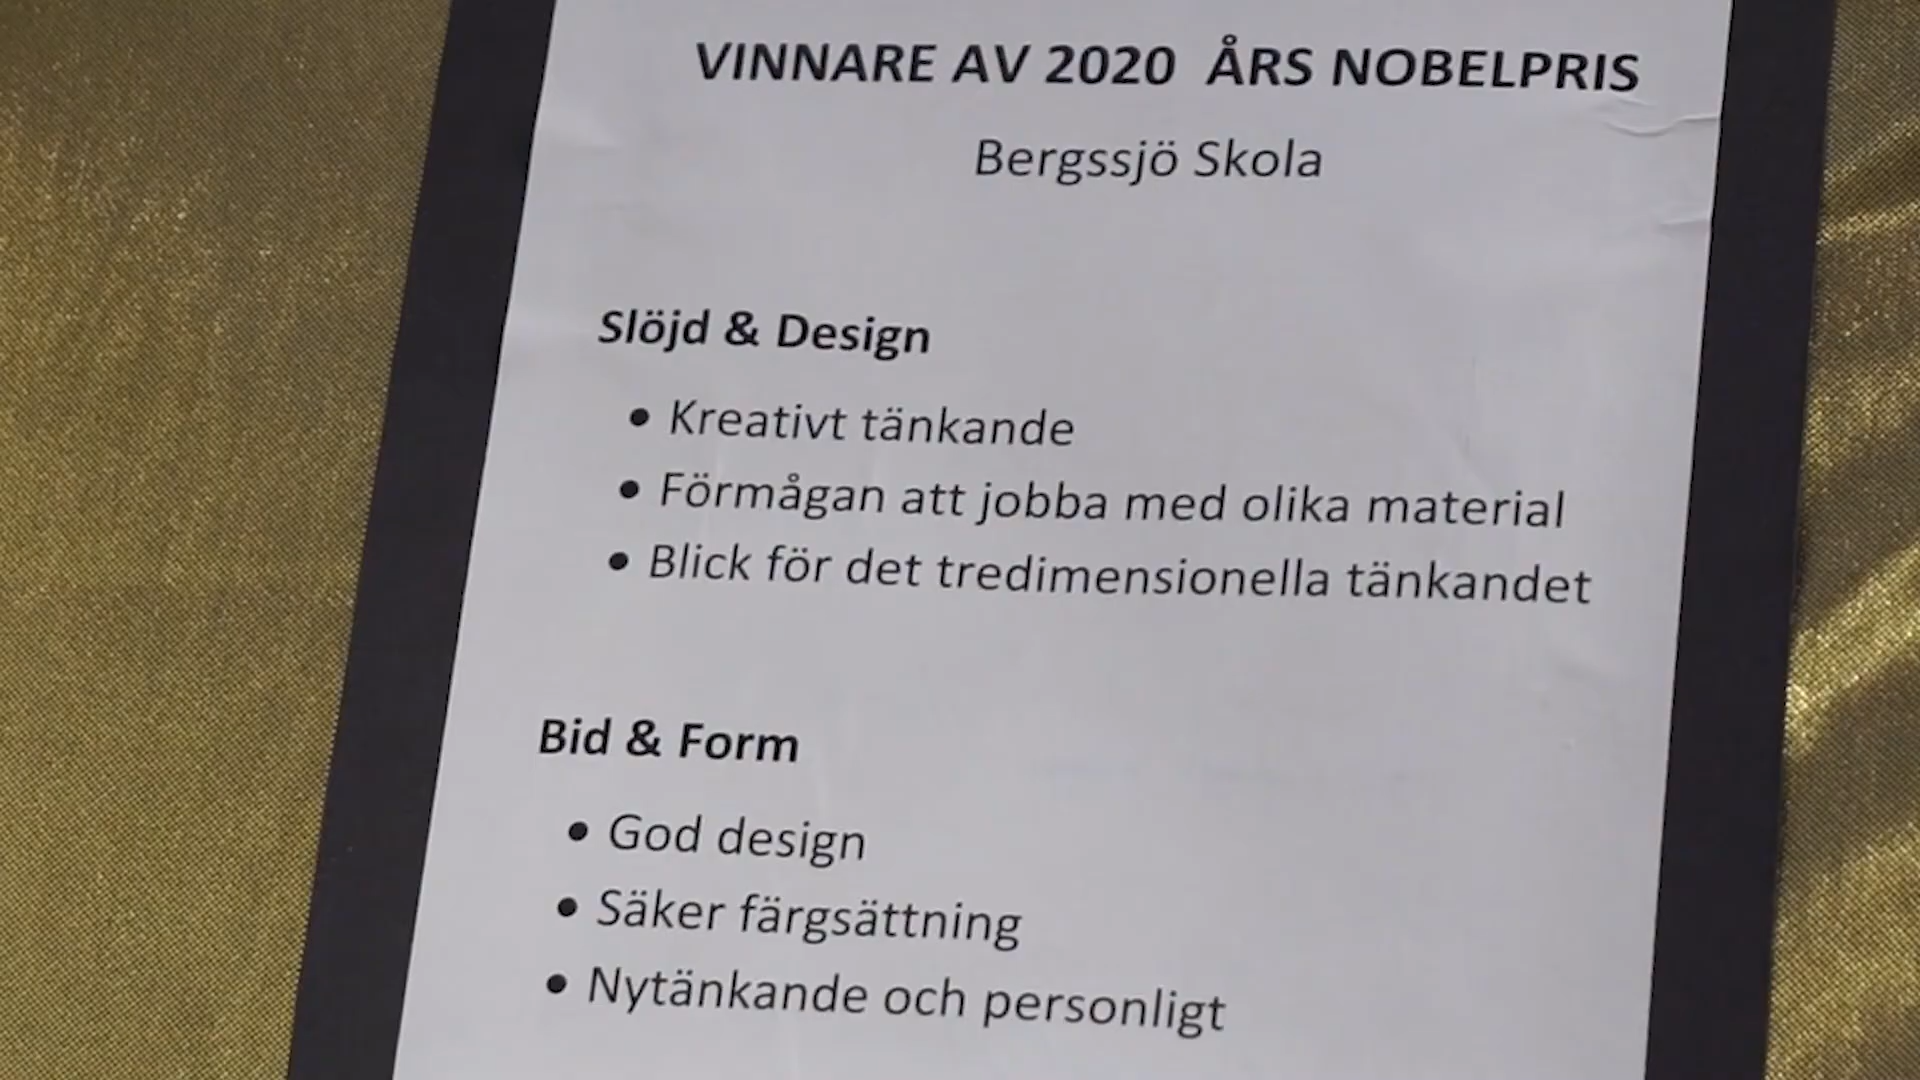 VINNARE AV 2020 ÅRS NOBELPRIS
Bergssjö Skola
Slöjd & Design
• Kreativt tänkande
• Förmågan att jobba med olika material
• Blick för det tredimensionella tänkandet
Bid & Form
• God design
• Säker färgsättning
• Nytänkande och personligt